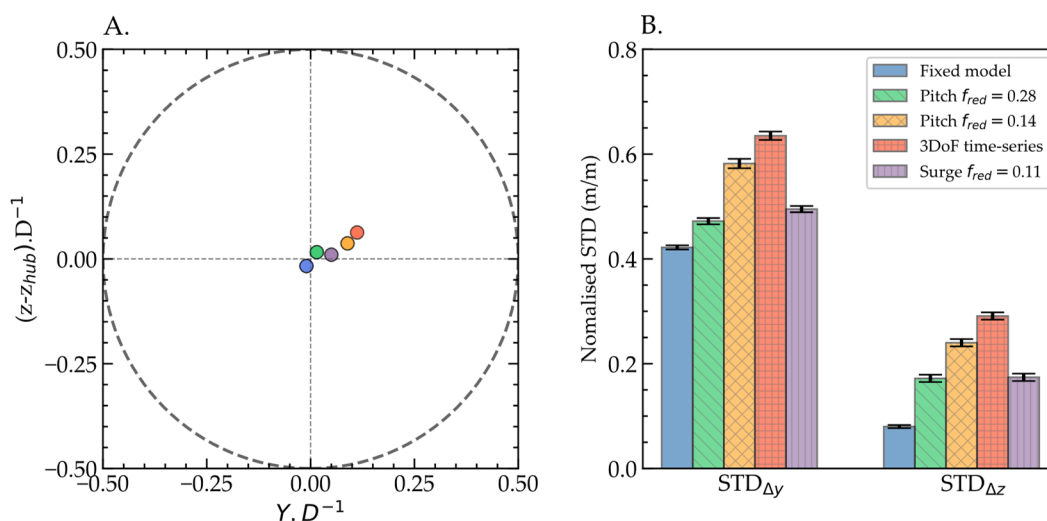 A.
0.50
0.25
0.00
−0.25
−0.50
(z-z_hub).D⁻¹
−0.50
−0.25
0.00
0.25
0.50
Y.D⁻¹
B.
0.8
0.6
0.4
0.2
0.0
Nomalised STD (m/m)
STD_Δy
STD_Δz
Fixed model
Pitch f_red = 0.28
Pitch f_red = 0.14
3DoF time-series
Surge f_red = 0.11